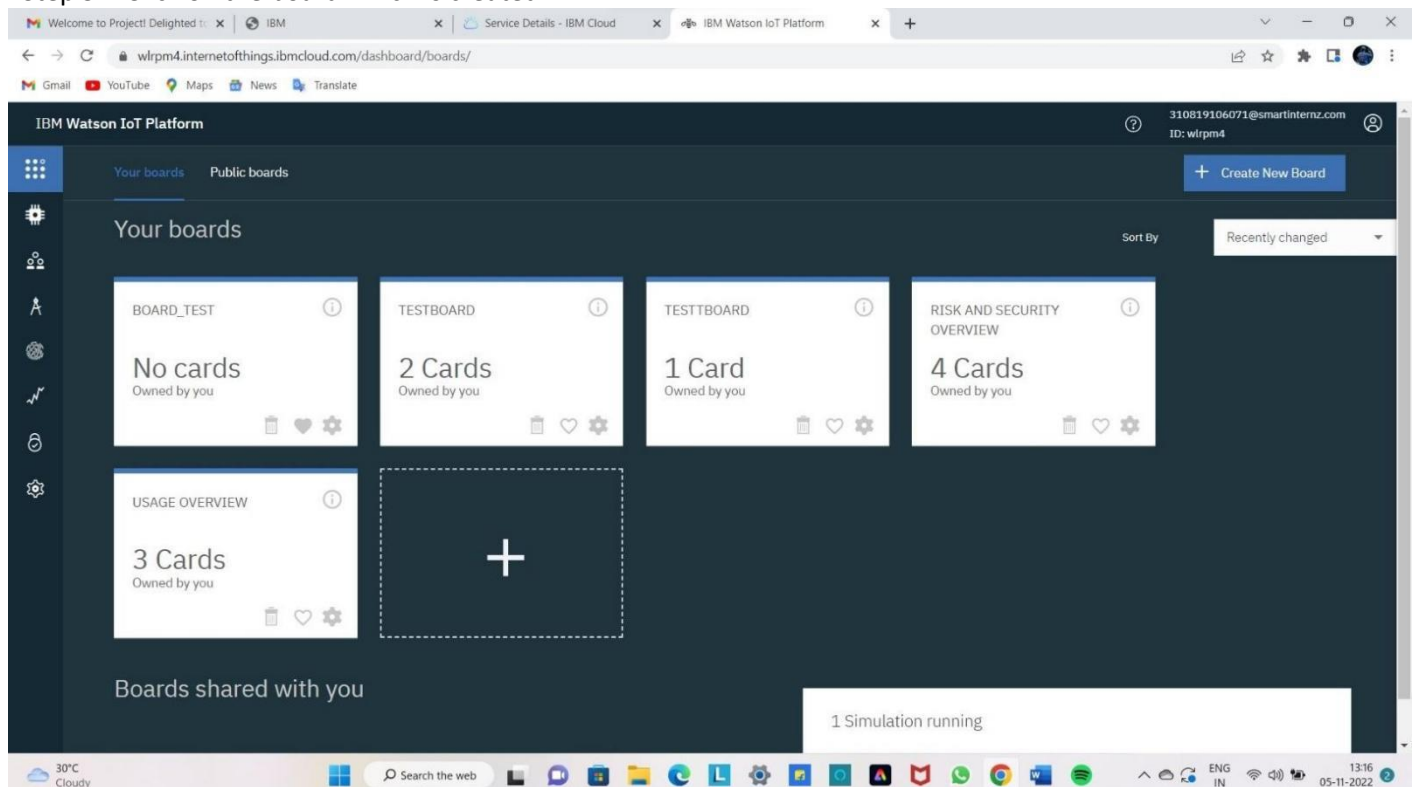 Welcome to Project! Delighted to
IBM
Service Details - IBM Cloud
IBM Watson IoT Platform
wlrpm4.internetofthings.ibmcloud.com/dashboard/boards/
Gmail YouTube Maps News Translate
IBM Watson IoT Platform
310819106071@smartinternz.com
ID: wlrpm4
Your boards Public boards
+ Create New Board
Your boards
Sort By Recently changed
BOARD_TEST
No cards
Owned by you
TESTBOARD
2 Cards
Owned by you
TESTTBOARD
1 Card
Owned by you
RISK AND SECURITY
OVERVIEW
4 Cards
Owned by you
USAGE OVERVIEW
3 Cards
Owned by you
Boards shared with you
1 Simulation running
30°C
Cloudy
Search the web
ENG
IN
13:16
05-11-2022
2